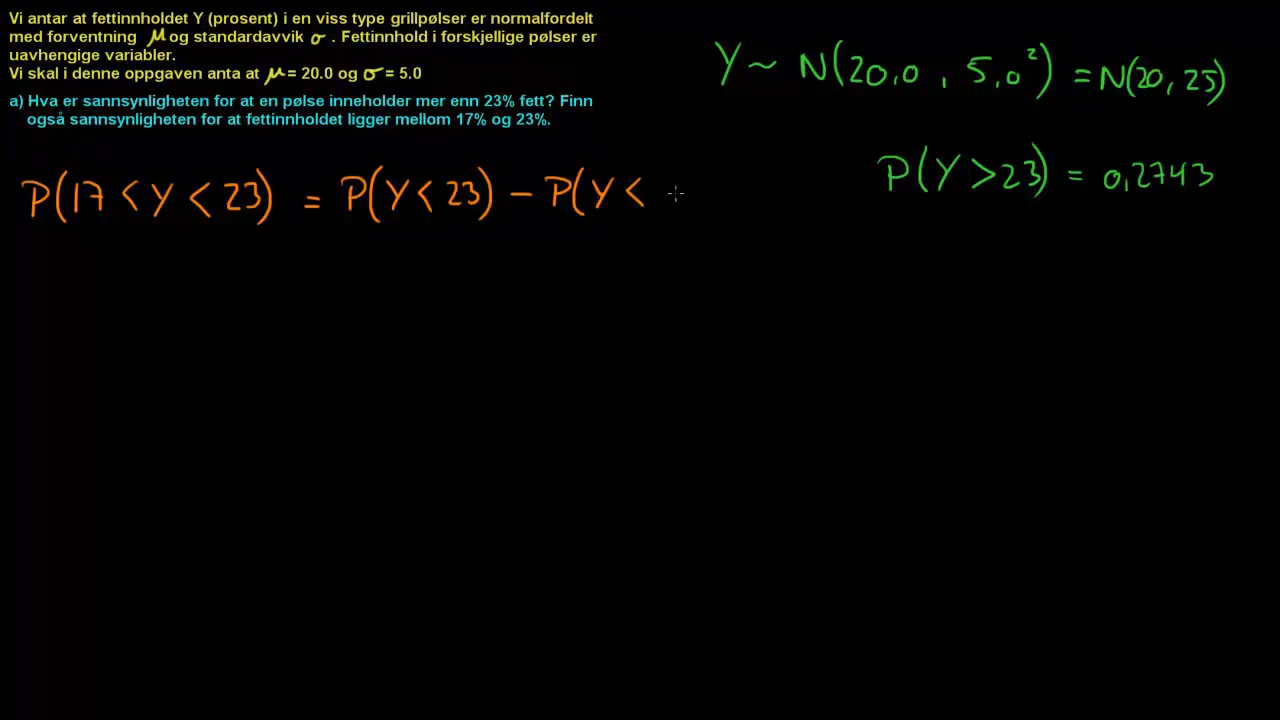 Vi antar at fettinnholdet Y (prosent) i en viss type grillpølser er normalfordelt
med forventning μ og standardavvik σ . Fettinnhold i forskjellige pølser er
uavhengige variabler.
Vi skal i denne oppgaven anta at μ = 20.0 og σ = 5.0
a) Hva er sannsynligheten for at en pølse inneholder mer enn 23% fett? Finn
også sannsynligheten for at fettinnholdet ligger mellom 17% og 23%.
Y ~ N(20,0 , 5,0²) = N(20, 25)
P(Y > 23) = 0,2743
P(17 < Y < 23) = P(Y < 23) - P(Y <